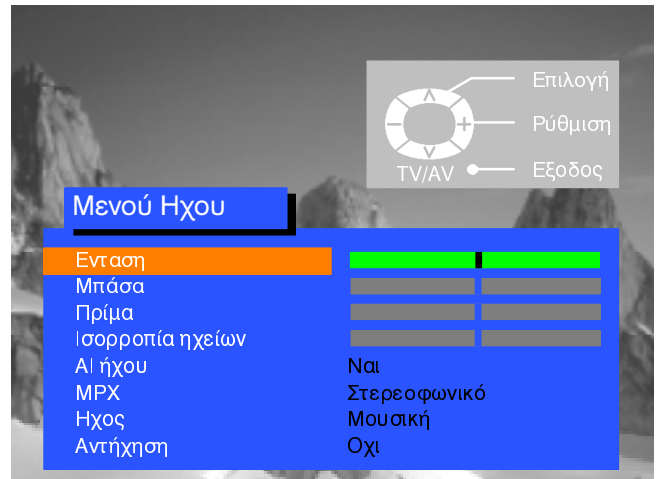 Επιλογή
Ρύθμιση
TV/AV Εξοδος
Μενού Ηχου
Ενταση
Μπάσα
Πρίμα
Ισορροπία ηχείων
AI ήχου Ναι
MPX Στερεοφωνικό
Ηχος Μουσική
Αντήχηση Οχι